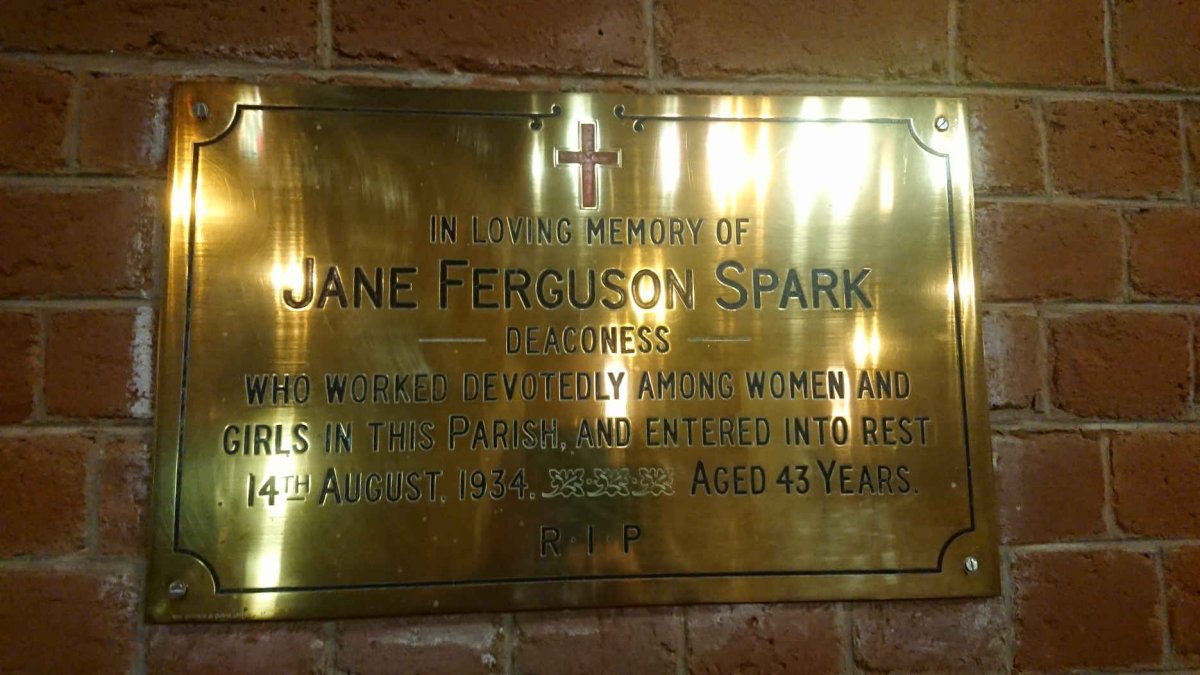 IN LOVING MEMORY OF
JANE FERGUSON SPARK
DEACONESS
WHO WORKED DEVOTEDLY AMONG WOMEN AND
GIRLS IN THIS PARISH, AND ENTERED INTO REST
14TH AUGUST, 1934. AGED 43 YEARS.
R·I·P